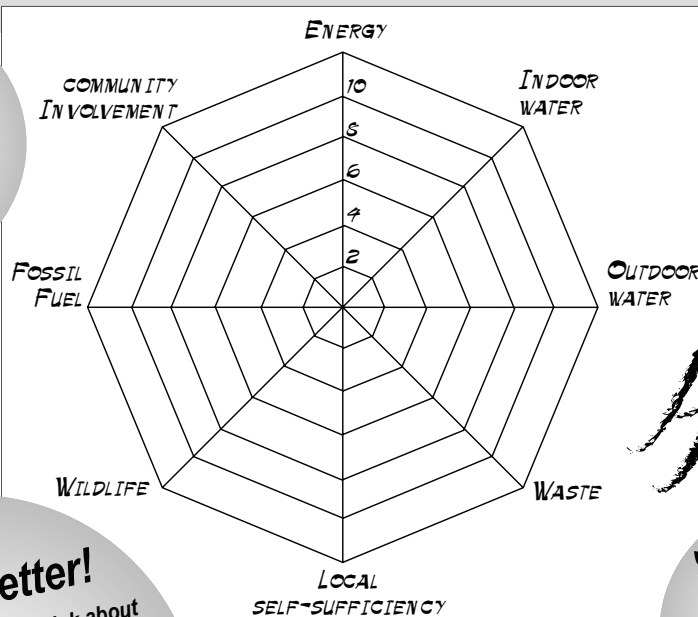 Energy
community
Involvement
Indoor
water
10
8
6
4
2
Fossil
Fuel
Outdoor
water
Wildlife
Waste
Local
self-sufficiency
etter!
about